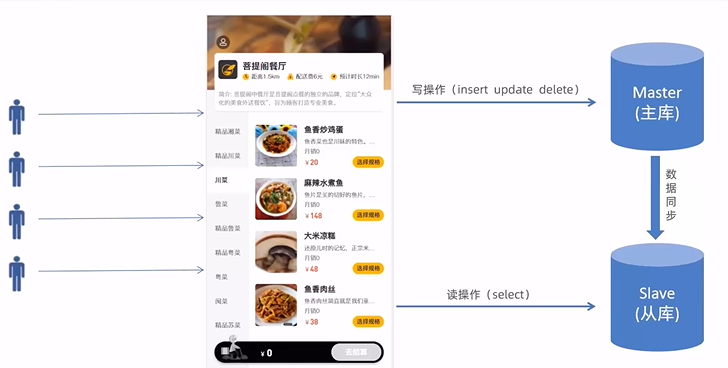 菩提阁餐厅
距离1.5km 配送费6元 预计时长12min
简介: 菩提阁中餐厅是菩提阁点餐的独立的品牌，定位"大众
化的美食外送餐饮"，旨为顾客打造专业美食。
精品湘菜
精品川菜
川菜
鲁菜
精品鲁菜
精品粤菜
粤菜
闽菜
精品苏菜
鱼香炒鸡蛋
鱼香菜也是川味的特色。...
月销0
¥20 选择规格
麻辣水煮鱼
鱼片是买的切好的鱼片，...
月销0
¥148 选择规格
大米凉糕
还原儿时的记忆，正宗米...
月销0
¥48 选择规格
鱼香肉丝
鱼香肉丝简直就是我们童...
月销0
¥38 选择规格
¥ 0 去结算
写操作（insert update delete）
读操作（select）
Master
(主库)
数
据
同
步
Slave
(从库)